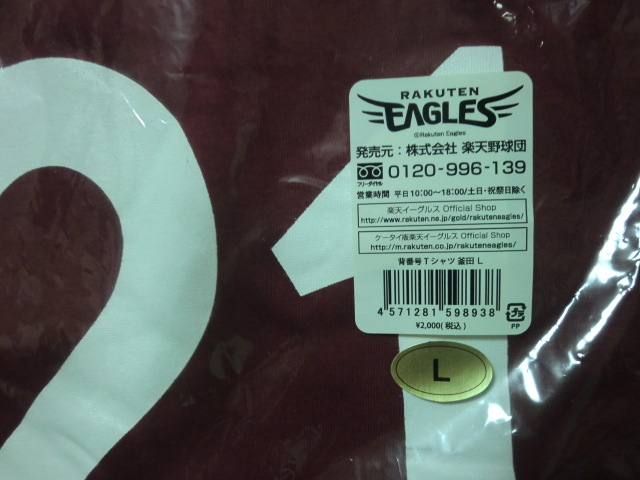 21
RAKUTEN
EAGLES
©Rakuten Eagles
発売元：株式会社 楽天野球団
フリーダイヤル 0120-996-139
営業時間 平日10:00～18:00/土日・祝祭日除く
楽天イーグルス Official Shop
http://www.rakuten.ne.jp/gold/rakuteneagles/
ケータイ版楽天イーグルス Official Shop
http://m.rakuten.co.jp/rakuteneagles/
背番号Tシャツ 釜田 L
4 571281 598938
¥2,000(税込)
プラ
PP
L